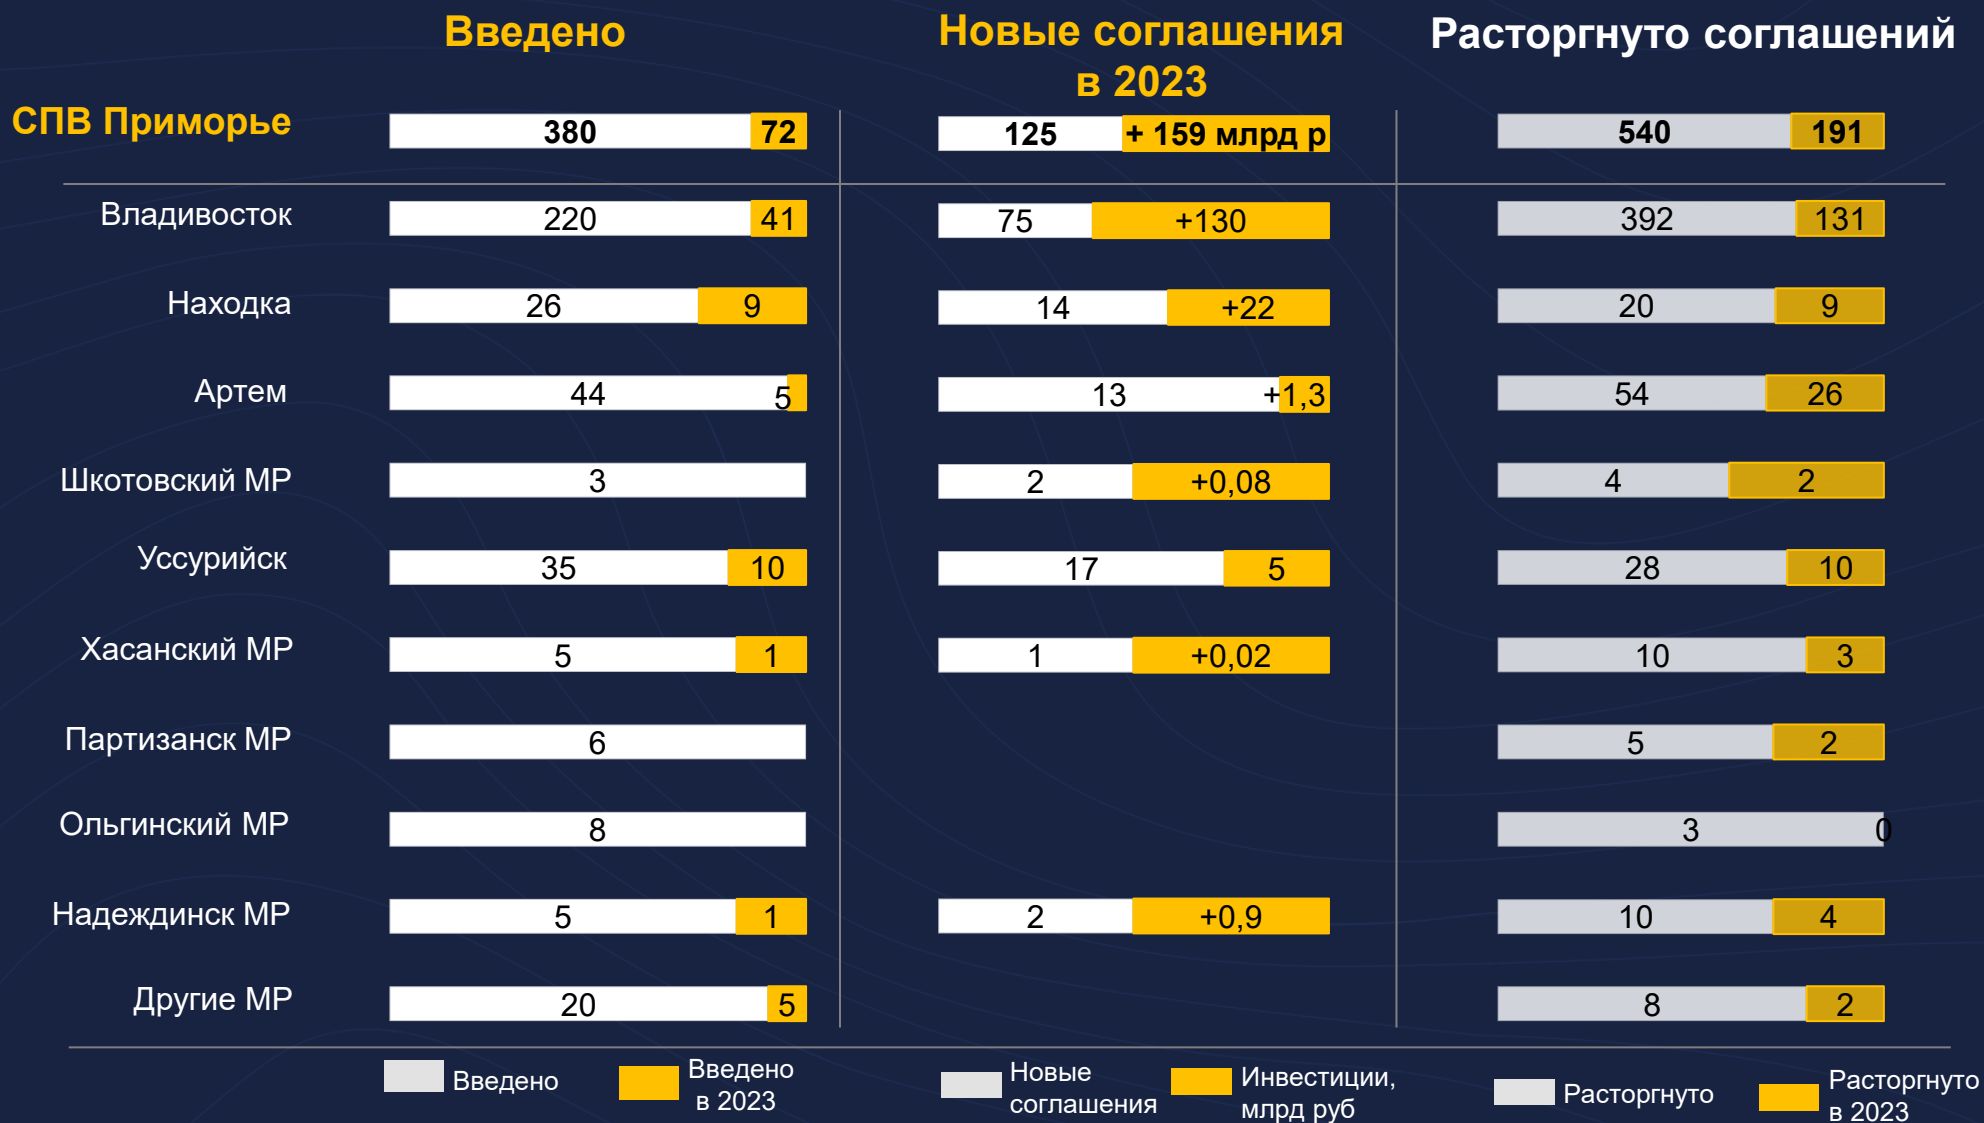 Введено
Новые соглашения
в 2023
Расторгнуто соглашений
СПВ Приморье
380 72
125 + 159 млрд р
540 191
Владивосток
220 41
75 +130
392 131
Находка
26 9
14 +22
20 9
Артем
44 5
13 +1,3
54 26
Шкотовский МР
3
2 +0,08
4 2
Уссурийск
35 10
17 5
28 10
Хасанский МР
5 1
1 +0,02
10 3
Партизанск МР
6
5 2
Ольгинский МР
8
3 0
Надеждинск МР
5 1
2 +0,9
10 4
Другие МР
20 5
8 2
Введено
Введено
в 2023
Новые
соглашения
Инвестиции,
млрд руб
Расторгнуто
Расторгнуто
в 2023